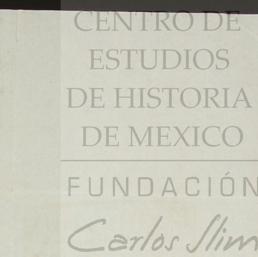 CENTRO DE
ESTUDIOS
DE HISTORIA
DE MEXICO
FUNDACIÓN
Carlos Slim